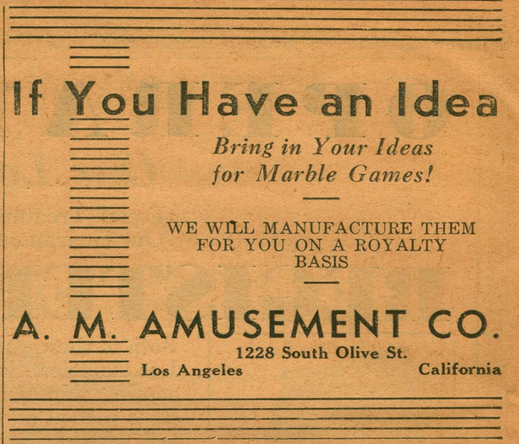 If You Have an Idea
Bring in Your Ideas
for Marble Games!
WE WILL MANUFACTURE THEM
FOR YOU ON A ROYALTY
BASIS
A. M. AMUSEMENT CO.
1228 South Olive St.
Los Angeles California